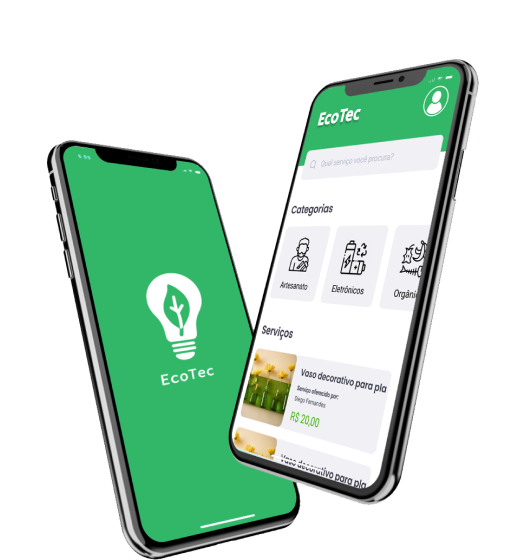 EcoTec
EcoTec
Qual serviço você procura?
Categorias
Artesanato
Eletrônicos
Orgâni
Serviços
Vaso decorativo para pla
Serviço oferecido por:
Diego Fernandes
R$ 20,00
Vaso decorativo para pla